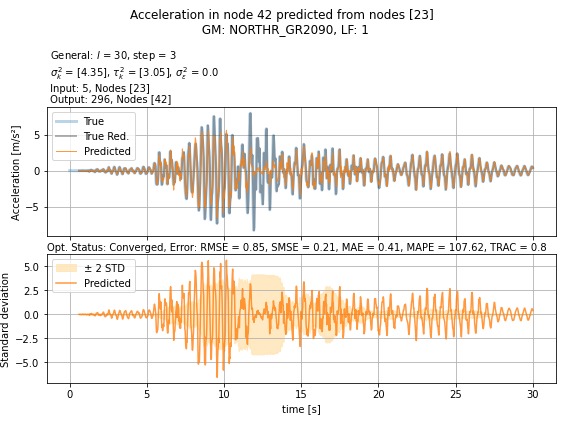 Acceleration in node 42 predicted from nodes [23]
GM: NORTHR_GR2090, LF: 1
General: l = 30, step = 3
σ²ₖ = [4.35], τ²ₖ = [3.05], σ²ε = 0.0
Input: 5, Nodes [23]
Output: 296, Nodes [42]
True
True Red.
Predicted
Acceleration [m/s²]
5
0
−5
Opt. Status: Converged, Error: RMSE = 0.85, SMSE = 0.21, MAE = 0.41, MAPE = 107.62, TRAC = 0.8
± 2 STD
Predicted
Standard deviation
5.0
2.5
0.0
−2.5
−5.0
0 5 10 15 20 25 30
time [s]